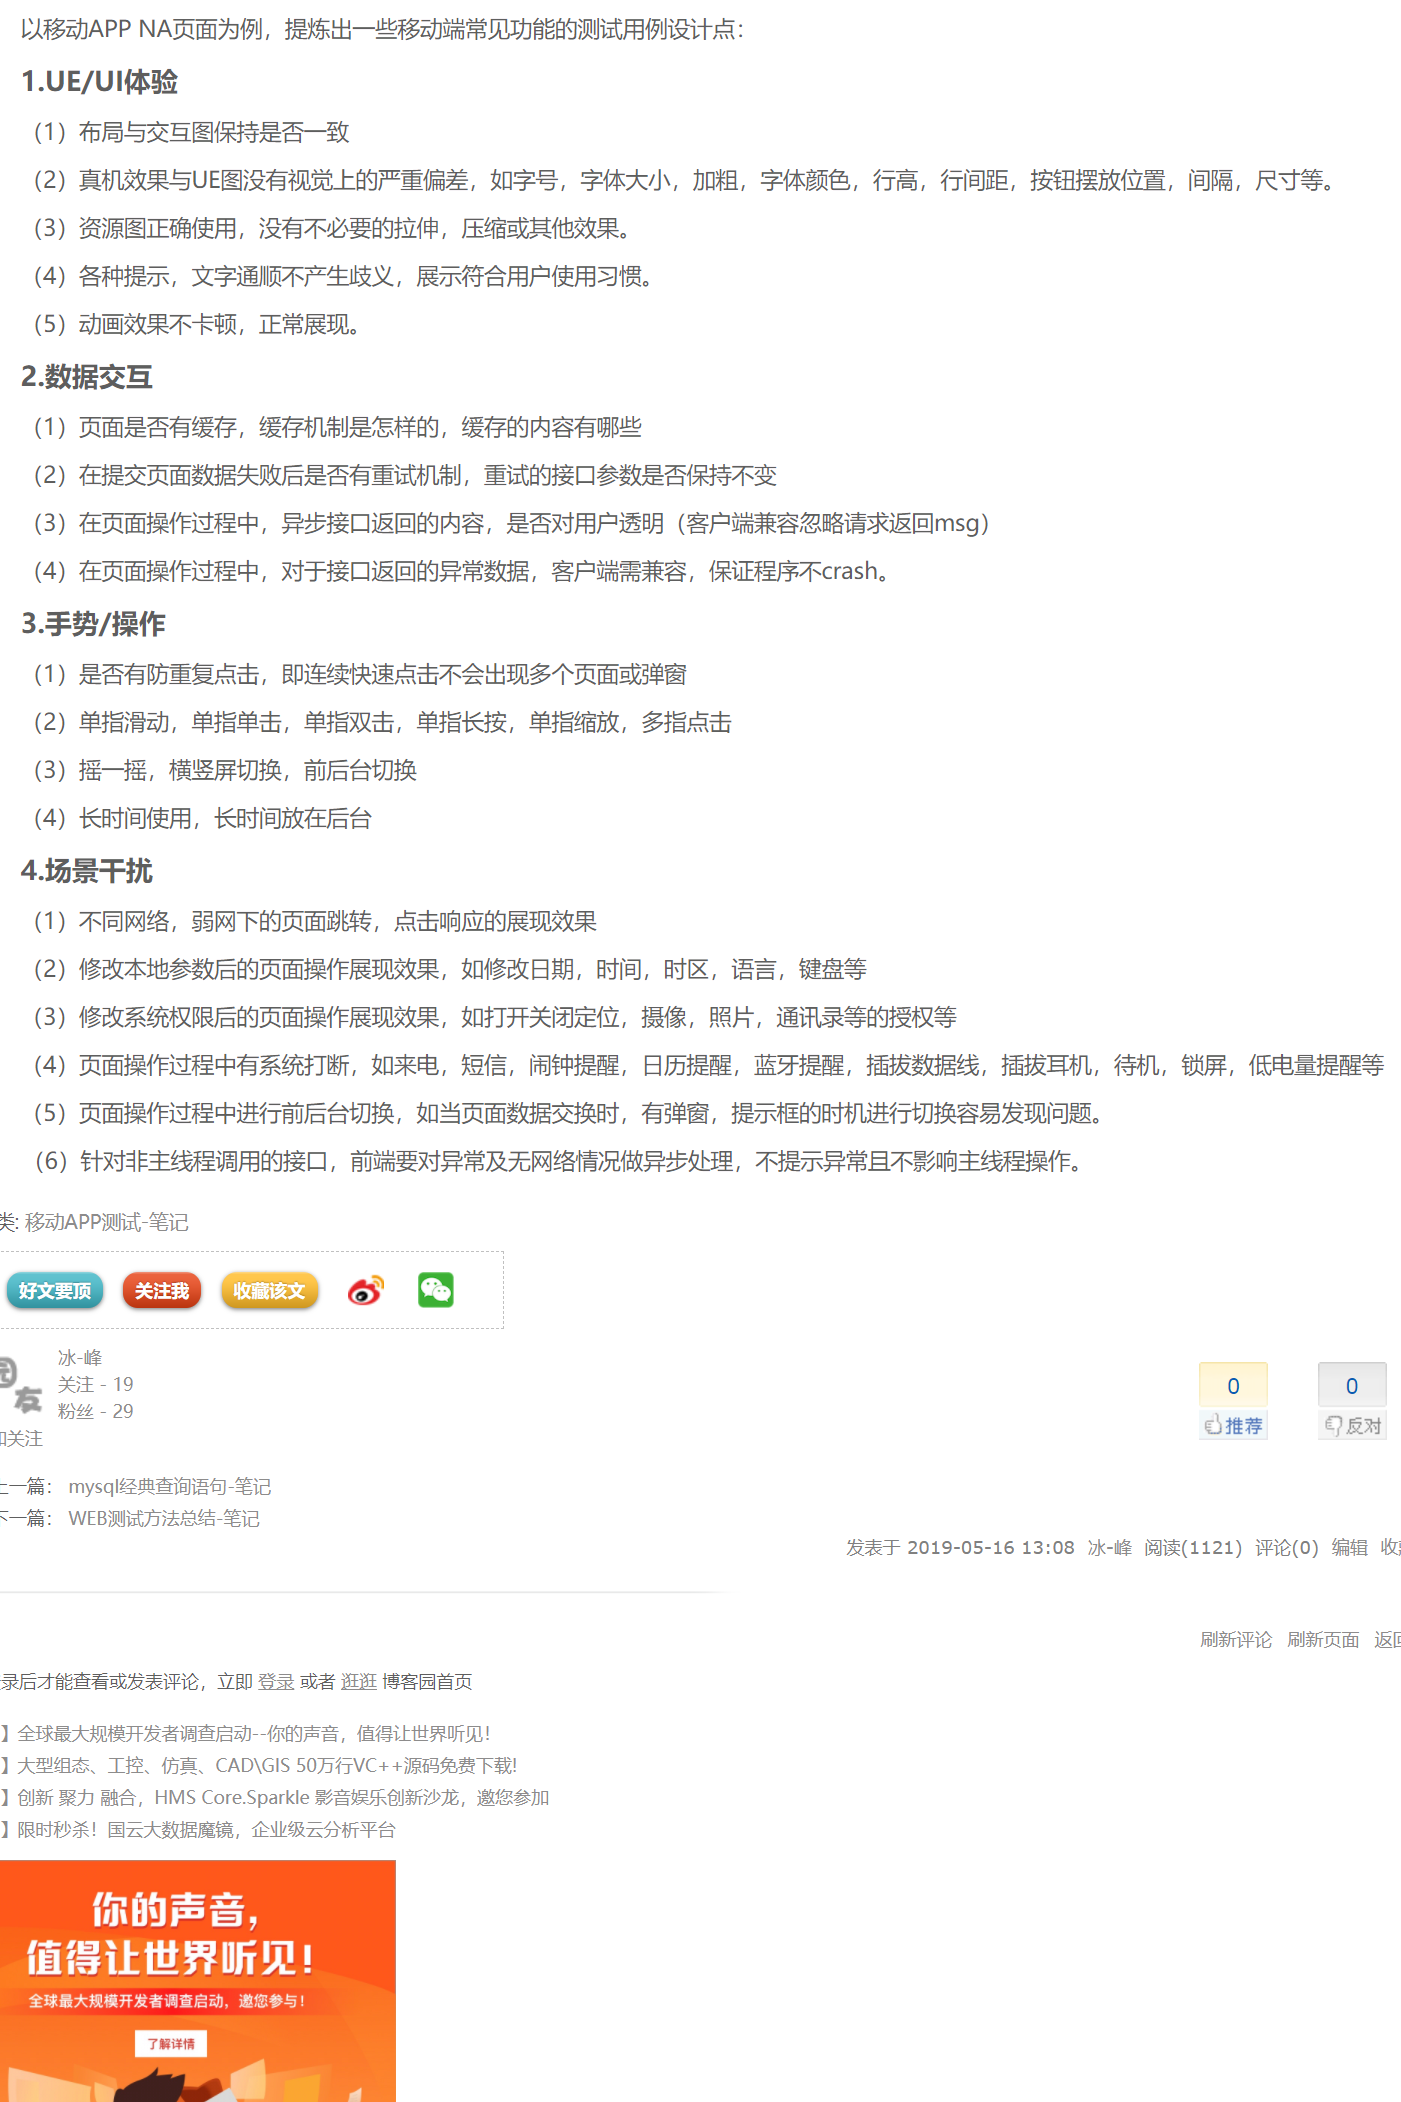 以移动APP NA页面为例，提炼出一些移动端常见功能的测试用例设计点：
1.UE/UI体验
（1）布局与交互图保持是否一致
（2）真机效果与UE图没有视觉上的严重偏差，如字号，字体大小，加粗，字体颜色，行高，行间距，按钮摆放位置，间隔，尺寸等。
（3）资源图正确使用，没有不必要的拉伸，压缩或其他效果。
（4）各种提示，文字通顺不产生歧义，展示符合用户使用习惯。
（5）动画效果不卡顿，正常展现。
2.数据交互
（1）页面是否有缓存，缓存机制是怎样的，缓存的内容有哪些
（2）在提交页面数据失败后是否有重试机制，重试的接口参数是否保持不变
（3）在页面操作过程中，异步接口返回的内容，是否对用户透明（客户端兼容忽略请求返回msg）
（4）在页面操作过程中，对于接口返回的异常数据，客户端需兼容，保证程序不crash。
3.手势/操作
（1）是否有防重复点击，即连续快速点击不会出现多个页面或弹窗
（2）单指滑动，单指单击，单指双击，单指长按，单指缩放，多指点击
（3）摇一摇，横竖屏切换，前后台切换
（4）长时间使用，长时间放在后台
4.场景干扰
（1）不同网络，弱网下的页面跳转，点击响应的展现效果
（2）修改本地参数后的页面操作展现效果，如修改日期，时间，时区，语言，键盘等
（3）修改系统权限后的页面操作展现效果，如打开关闭定位，摄像，照片，通讯录等的授权等
（4）页面操作过程中有系统打断，如来电，短信，闹钟提醒，日历提醒，蓝牙提醒，插拔数据线，插拔耳机，待机，锁屏，低电量提醒等
（5）页面操作过程中进行前后台切换，如当页面数据交换时，有弹窗，提示框的时机进行切换容易发现问题。
（6）针对非主线程调用的接口，前端要对异常及无网络情况做异步处理，不提示异常且不影响主线程操作。
类: 移动APP测试-笔记
好文要顶 关注我 收藏该文
园友
冰-峰
关注 - 19
粉丝 - 29
加关注
0 0
推荐 反对
上一篇： mysql经典查询语句-笔记
下一篇： WEB测试方法总结-笔记
发表于 2019-05-16 13:08 冰-峰 阅读(1121) 评论(0) 编辑 收
刷新评论 刷新页面 返回
录后才能查看或发表评论，立即 登录 或者 逛逛 博客园首页
】全球最大规模开发者调查启动--你的声音，值得让世界听见！
】大型组态、工控、仿真、CAD\GIS 50万行VC++源码免费下载!
】创新 聚力 融合，HMS Core.Sparkle 影音娱乐创新沙龙，邀您参加
】限时秒杀！国云大数据魔镜，企业级云分析平台
你的声音，
值得让世界听见！
全球最大规模开发者调查启动，邀您参与！
了解详情